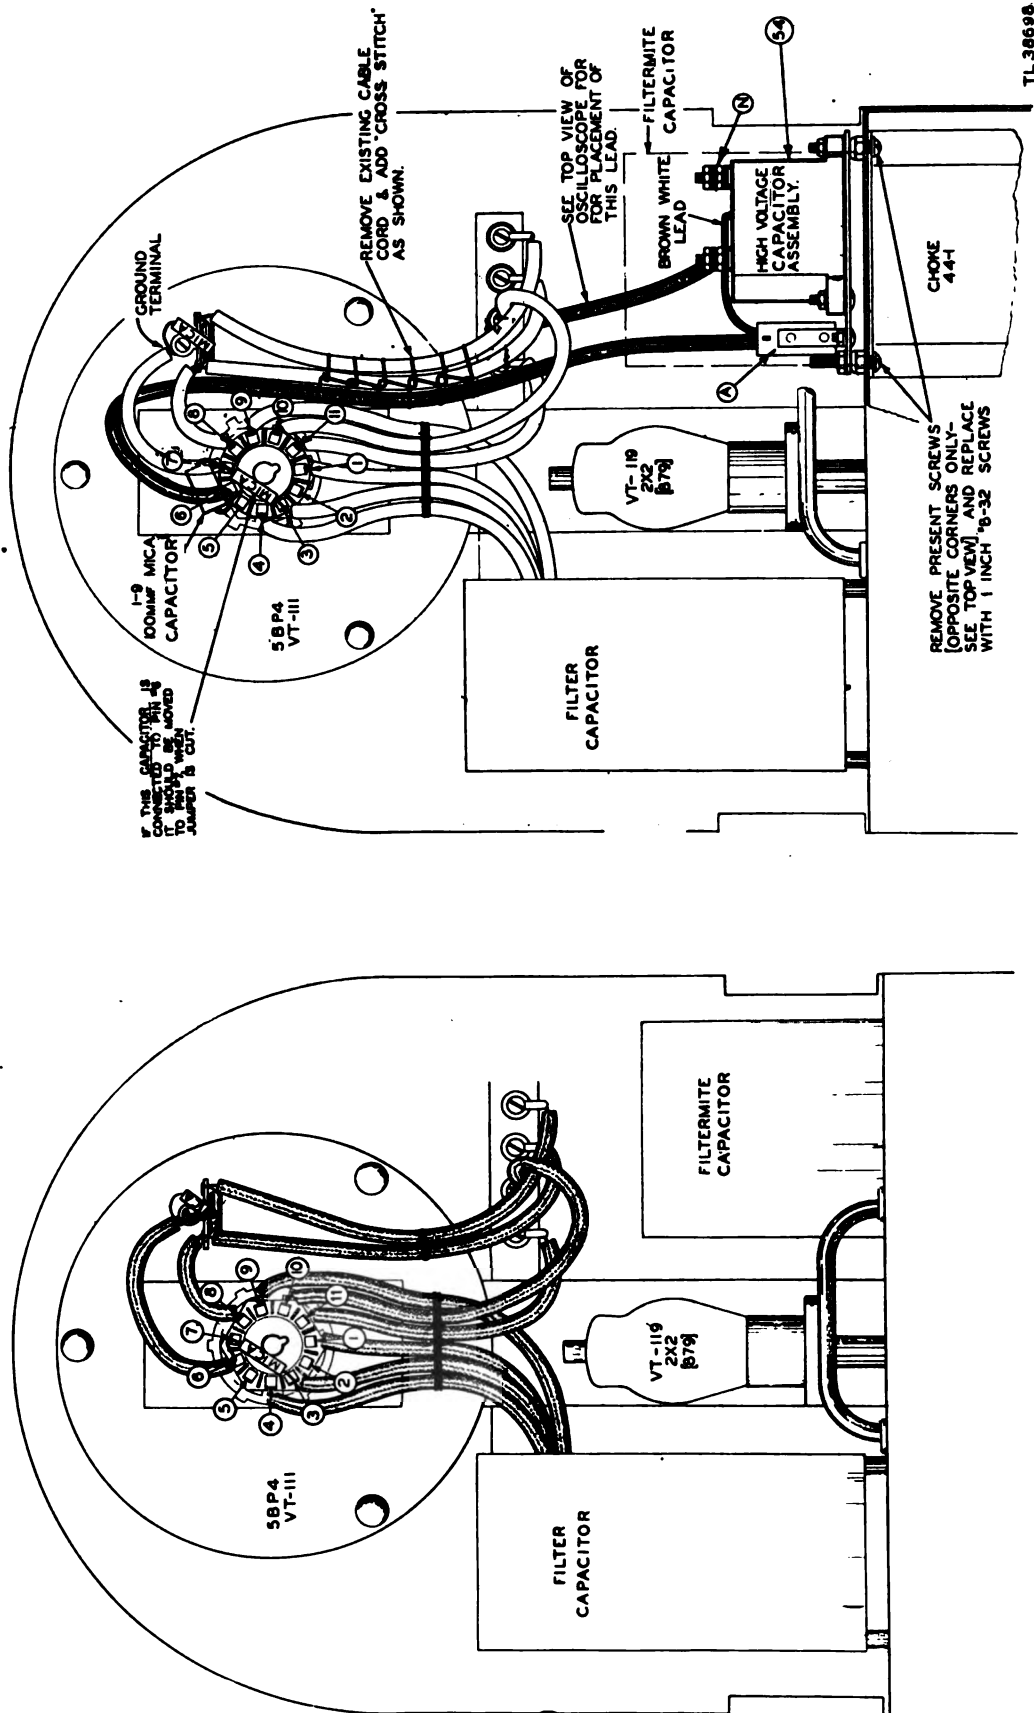 IF THIS CAPACITOR IS
CONNECTED TO PIN #8
IT SHOULD BE MOVED
TO PIN #7, WHEN
JUMPER IS CUT.
1-9
100MMF MICA
CAPACITOR
GROUND
TERMINAL
MICA
REMOVE EXISTING CABLE
CORD & ADD "CROSS STITCH"
AS SHOWN.
5BP4
VT-111
MICA
1
2
3
4
5
6
7
8
9
10
11
SEE TOP VIEW OF
OSCILLOSCOPE FOR
FOR PLACEMENT OF
THIS LEAD.
FILTERMITE
CAPACITOR
BROWN WHITE
LEAD
N
54
A
HIGH VOLTAGE
CAPACITOR
ASSEMBLY.
VT-119
2X2
[879]
FILTER
CAPACITOR
CHOKE
44-1
REMOVE PRESENT SCREWS
[OPPOSITE CORNERS ONLY-
SEE TOP VIEW] AND REPLACE
WITH 1 INCH #8-32 SCREWS
TL 38698
5BP4
VT-111
MICA
1
2
3
4
5
6
7
8
9
10
11
FILTER
CAPACITOR
VT-119
2X2
[879]
FILTERMITE
CAPACITOR